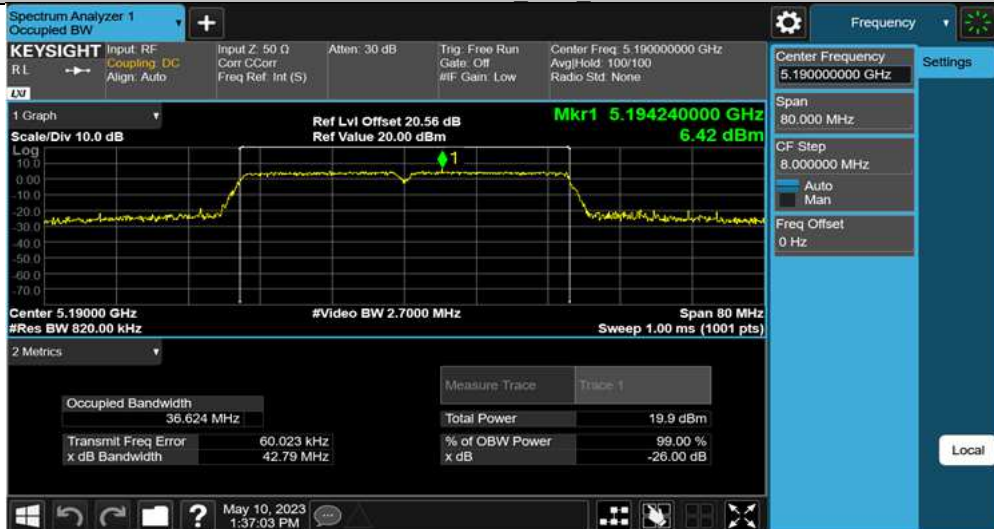 Spectrum Analyzer 1
Occupied BW
Frequency
KEYSIGHT
RL
LXI
Input: RF
Coupling: DC
Align: Auto
Input Z: 50 Ω
Corr CCorr
Freq Ref: Int (S)
Atten: 30 dB
Trig: Free Run
Gate: Off
#IF Gain: Low
Center Freq: 5.190000000 GHz
Avg|Hold: 100/100
Radio Std: None
Center Frequency
5.190000000 GHz
Settings
Span
80.000 MHz
CF Step
8.000000 MHz
Auto
Man
Freq Offset
0 Hz
Local
1 Graph
Scale/Div 10.0 dB
Ref Lvl Offset 20.56 dB
Ref Value 20.00 dBm
Mkr1 5.194240000 GHz
6.42 dBm
Log
10.0
0.00
-10.0
-20.0
-30.0
-40.0
-50.0
-60.0
-70.0
1
Center 5.19000 GHz
#Res BW 820.00 kHz
#Video BW 2.7000 MHz
Span 80 MHz
Sweep 1.00 ms (1001 pts)
2 Metrics
Measure Trace
Trace 1
Occupied Bandwidth
36.624 MHz
Total Power
19.9 dBm
Transmit Freq Error
60.023 kHz
% of OBW Power
99.00 %
x dB Bandwidth
42.79 MHz
x dB
-26.00 dB
May 10, 2023
1:37:03 PM